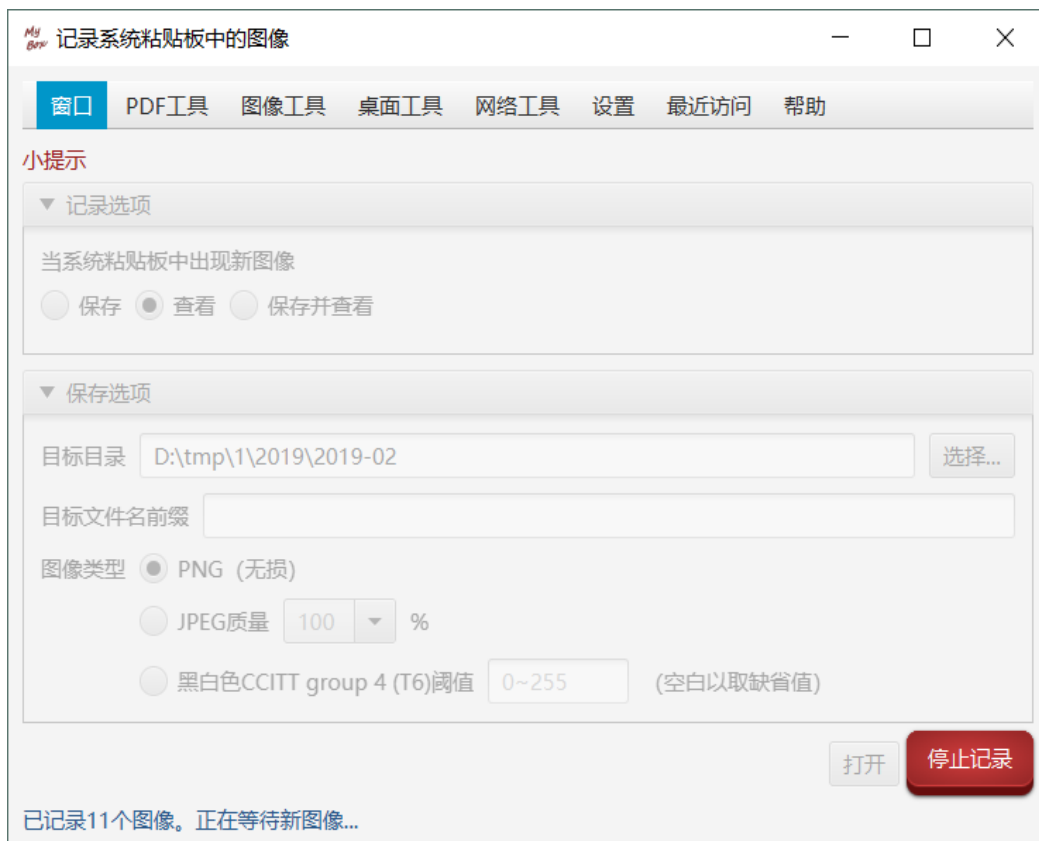 My Box 记录系统粘贴板中的图像
窗口 PDF工具 图像工具 桌面工具 网络工具 设置 最近访问 帮助
小提示
记录选项
当系统粘贴板中出现新图像
保存 查看 保存并查看
保存选项
目标目录 D:\tmp\1\2019\2019-02 选择...
目标文件名前缀
图像类型 PNG (无损)
JPEG质量 100 %
黑白色CCITT group 4 (T6)阈值 0~255 (空白以取缺省值)
打开 停止记录
已记录11个图像。正在等待新图像...